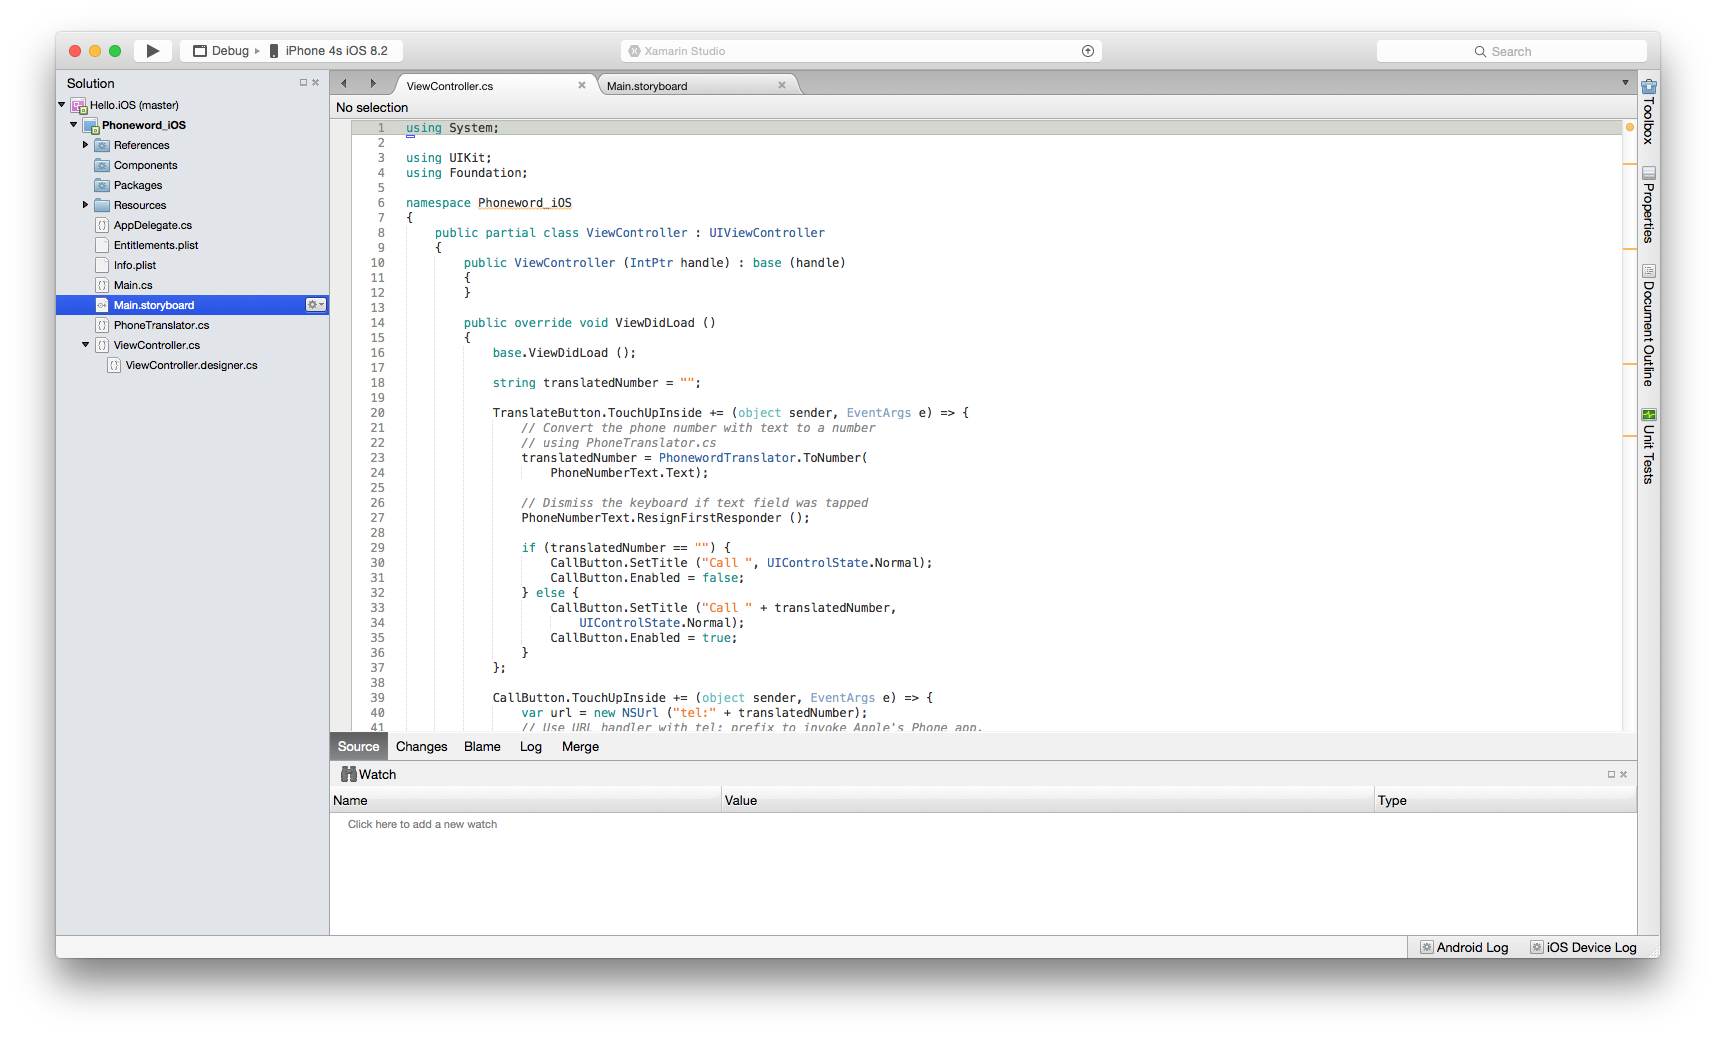 Debug
iPhone 4s iOS 8.2
Xamarin Studio
Search
Solution
Hello.iOS (master)
Phoneword_iOS
References
Components
Packages
Resources
AppDelegate.cs
Entitlements.plist
Info.plist
Main.cs
Main.storyboard
PhoneTranslator.cs
ViewController.cs
ViewController.designer.cs
ViewController.cs
Main.storyboard
No selection
1 using System;
2
3 using UIKit;
4 using Foundation;
5
6 namespace Phoneword_iOS
7 {
8 public partial class ViewController : UIViewController
9 {
10 public ViewController (IntPtr handle) : base (handle)
11 {
12 }
13
14 public override void ViewDidLoad ()
15 {
16 base.ViewDidLoad ();
17
18 string translatedNumber = "";
19
20 TranslateButton.TouchUpInside += (object sender, EventArgs e) => {
21 // Convert the phone number with text to a number
22 // using PhoneTranslator.cs
23 translatedNumber = PhonewordTranslator.ToNumber(
24 PhoneNumberText.Text);
25
26 // Dismiss the keyboard if text field was tapped
27 PhoneNumberText.ResignFirstResponder ();
28
29 if (translatedNumber == "") {
30 CallButton.SetTitle ("Call ", UIControlState.Normal);
31 CallButton.Enabled = false;
32 } else {
33 CallButton.SetTitle ("Call " + translatedNumber,
34 UIControlState.Normal);
35 CallButton.Enabled = true;
36 }
37 };
38
39 CallButton.TouchUpInside += (object sender, EventArgs e) => {
40 var url = new NSUrl ("tel:" + translatedNumber);
41 // Use URL handler with tel: prefix to invoke Apple's Phone app,
Source
Changes
Blame
Log
Merge
Watch
Name
Value
Type
Click here to add a new watch
Toolbox
Properties
Document Outline
Unit Tests
Android Log
iOS Device Log